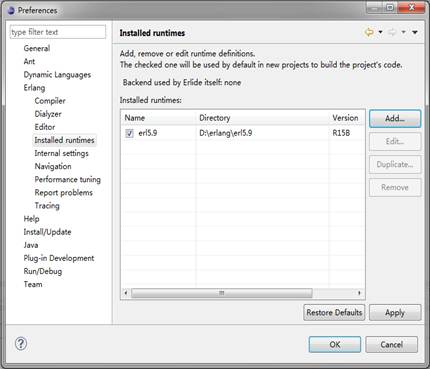 Preferences
type filter text
General
Ant
Dynamic Languages
Erlang
Compiler
Dialyzer
Editor
Installed runtimes
Internal settings
Navigation
Performance tuning
Report problems
Tracing
Help
Install/Update
Java
Plug-in Development
Run/Debug
Team
Installed runtimes
Add, remove or edit runtime definitions.
The checked one will be used by default in new projects to build the project's code.
Backend used by Erlide itself: none
Installed runtimes:
Name Directory Version
erl5.9 D:\erlang\erl5.9 R15B
Add...
Edit...
Duplicate...
Remove
Restore Defaults Apply
OK Cancel